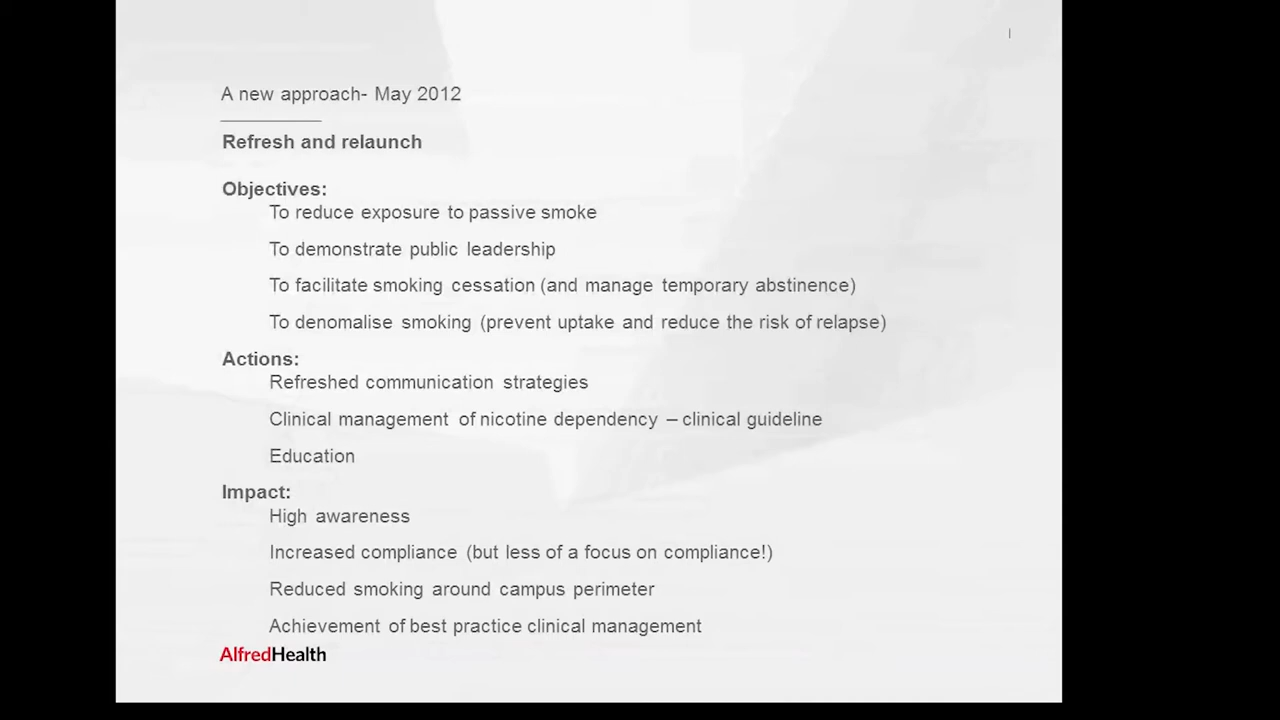 A new approach- May 2012
Refresh and relaunch
Objectives:
To reduce exposure to passive smoke
To demonstrate public leadership
To facilitate smoking cessation (and manage temporary abstinence)
To denomalise smoking (prevent uptake and reduce the risk of relapse)
Actions:
Refreshed communication strategies
Clinical management of nicotine dependency – clinical guideline
Education
Impact:
High awareness
Increased compliance (but less of a focus on compliance!)
Reduced smoking around campus perimeter
Achievement of best practice clinical management
AlfredHealth